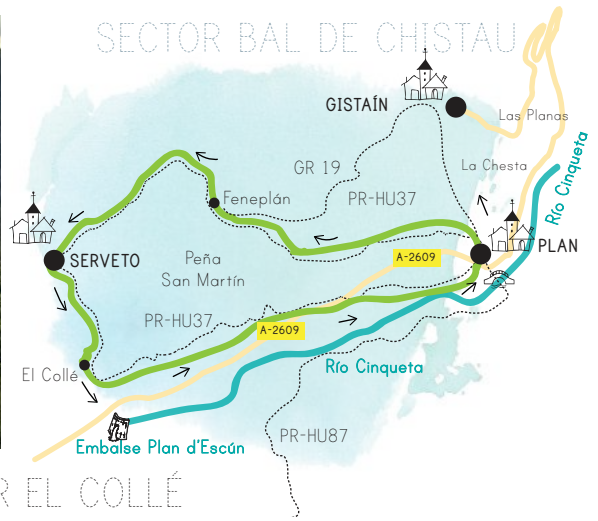 SECTOR BAL DE CHISTAU
GISTAÍN
Las Planas
GR 19
La Chesta
Río Cinqueta
Feneplán
PR-HU37
PLAN
SERVETO
Peña
San Martín
A-2609
PR-HU37
A-2609
El Collé
Río Cinqueta
Embalse Plan d'Escún
PR-HU87
R EL COLLÉ